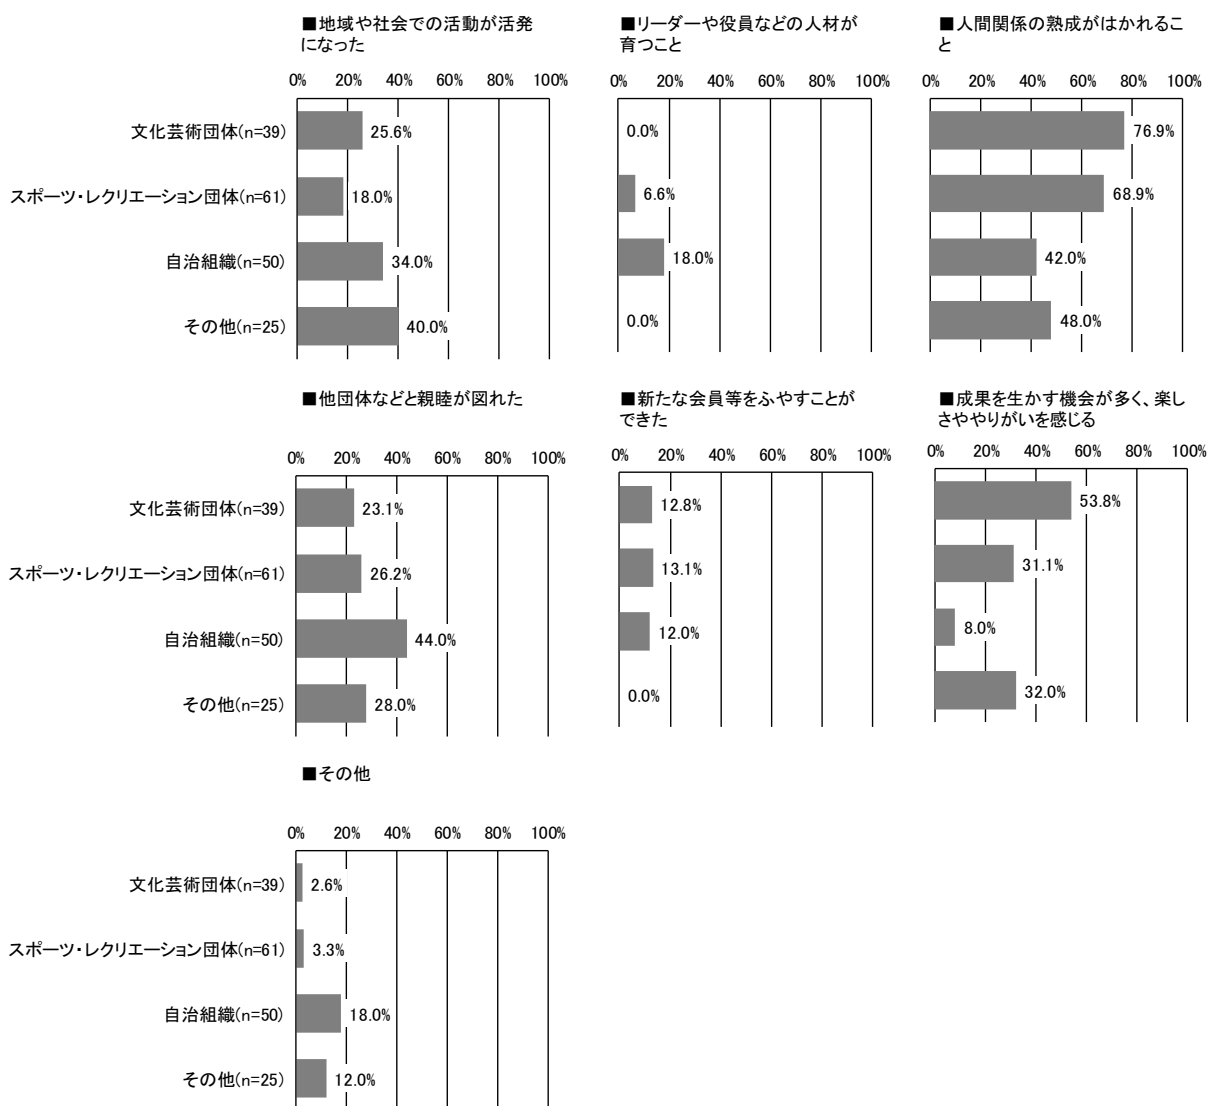 ■地域や社会での活動が活発
になった
■リーダーや役員などの人材が
育つこと
■人間関係の熟成がはかれるこ
と
0% 20% 40% 60% 80% 100%
0% 20% 40% 60% 80% 100%
0% 20% 40% 60% 80% 100%
文化芸術団体(n=39) 25.6% 0.0% 76.9%
スポーツ・レクリエーション団体(n=61) 18.0% 6.6% 68.9%
自治組織(n=50) 34.0% 18.0% 42.0%
その他(n=25) 40.0% 0.0% 48.0%
■他団体などと親睦が図れた
■新たな会員等をふやすことが
できた
■成果を生かす機会が多く、楽し
さややりがいを感じる
0% 20% 40% 60% 80% 100%
0% 20% 40% 60% 80% 100%
0% 20% 40% 60% 80% 100%
文化芸術団体(n=39) 23.1% 12.8% 53.8%
スポーツ・レクリエーション団体(n=61) 26.2% 13.1% 31.1%
自治組織(n=50) 44.0% 12.0% 8.0%
その他(n=25) 28.0% 0.0% 32.0%
■その他
0% 20% 40% 60% 80% 100%
文化芸術団体(n=39) 2.6%
スポーツ・レクリエーション団体(n=61) 3.3%
自治組織(n=50) 18.0%
その他(n=25) 12.0%